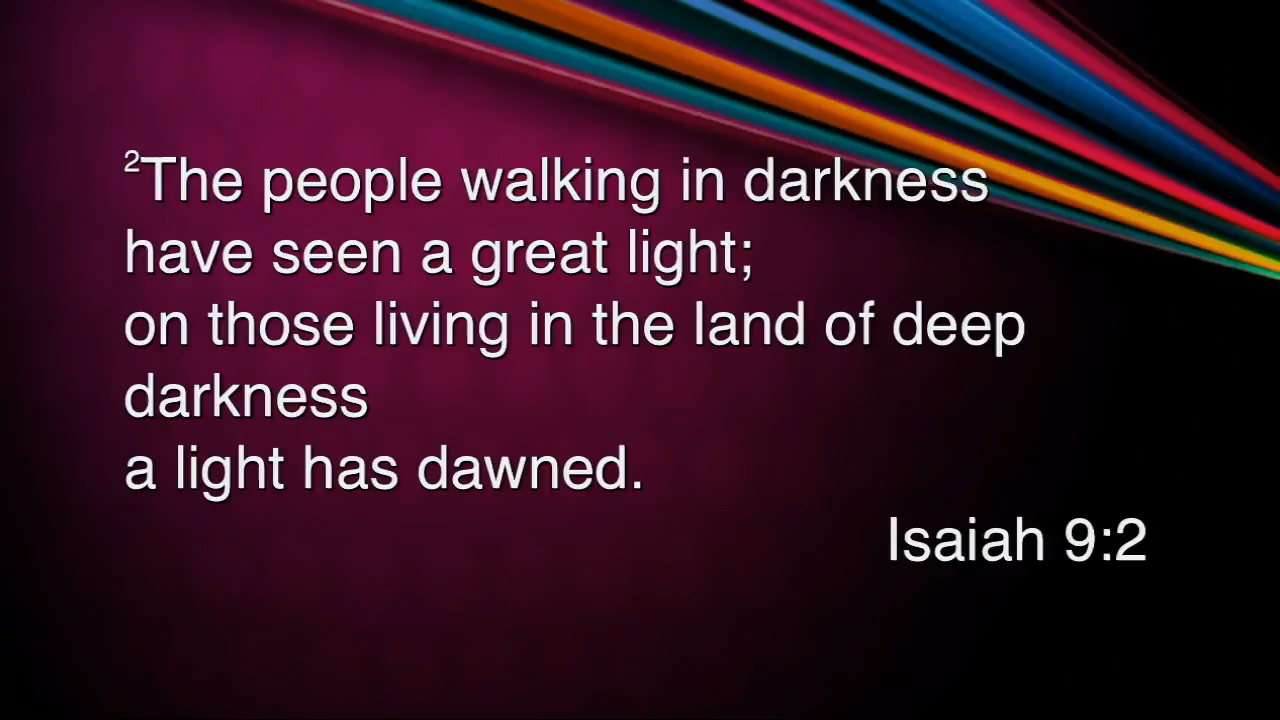 ²The people walking in darkness
have seen a great light;
on those living in the land of deep
darkness
a light has dawned.
Isaiah 9:2